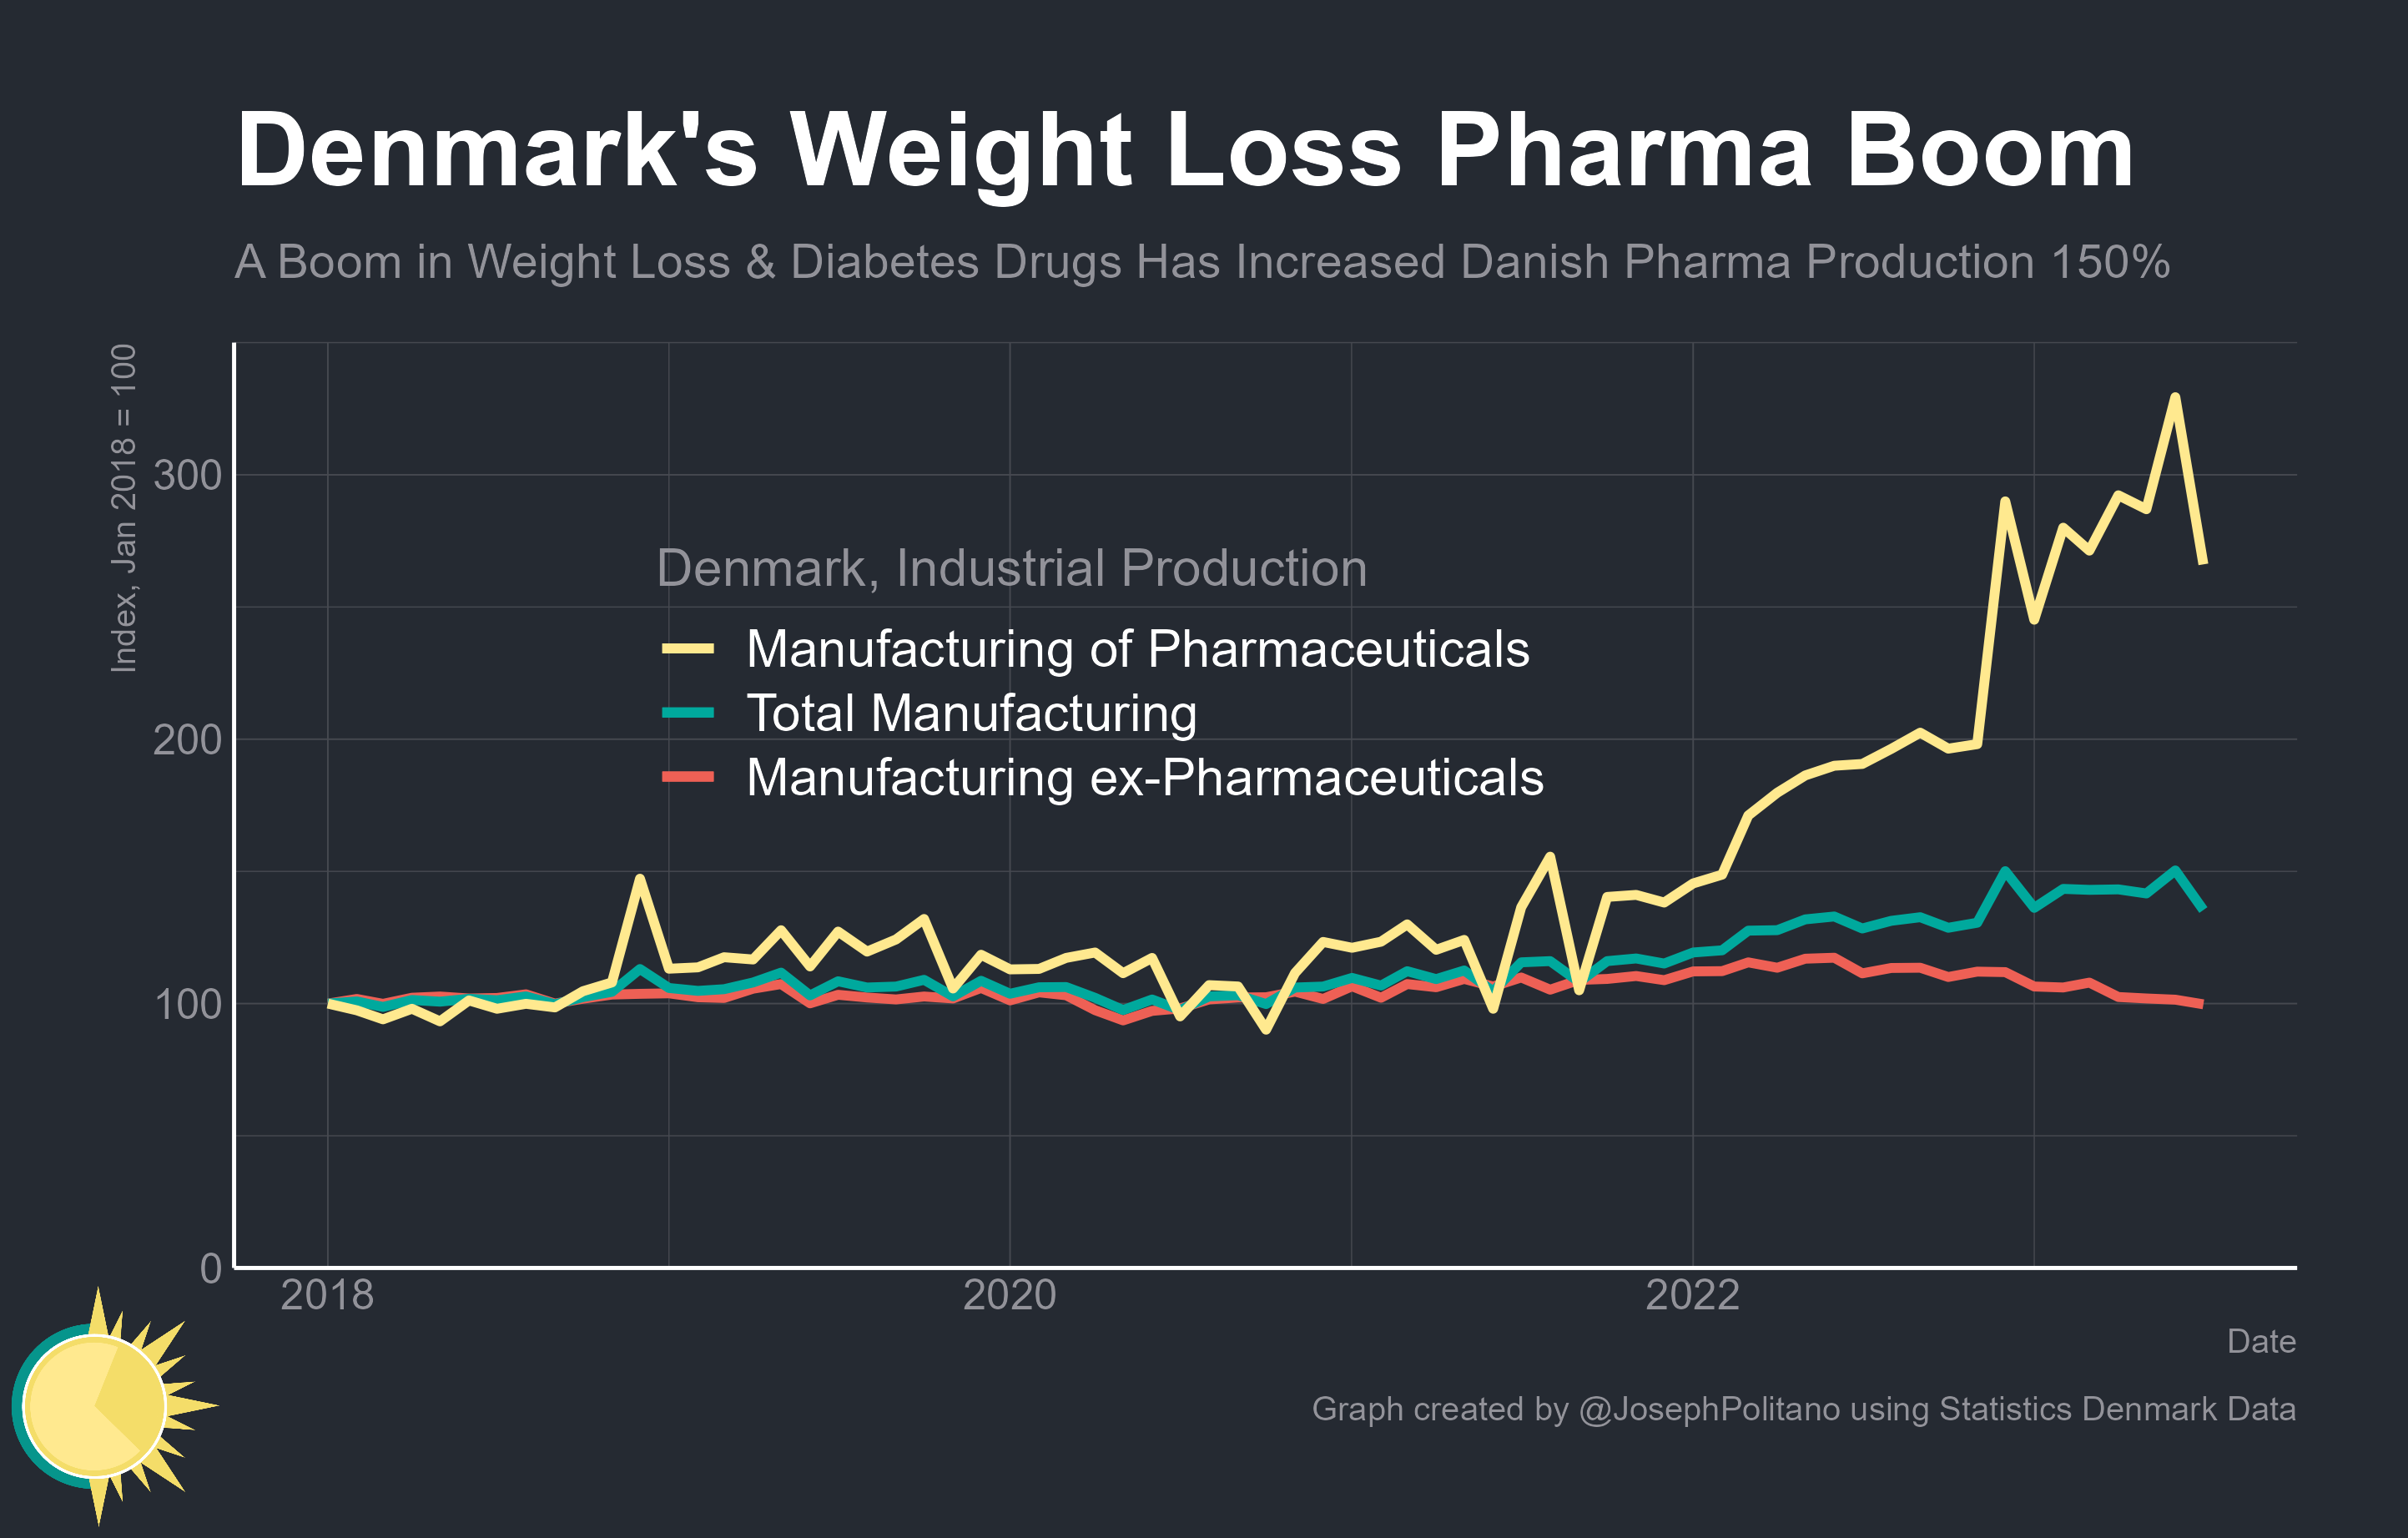 Denmark's Weight Loss Pharma Boom
A Boom in Weight Loss & Diabetes Drugs Has Increased Danish Pharma Production 150%
Index, Jan 2018 = 100
300
200
100
0
Denmark, Industrial Production
Manufacturing of Pharmaceuticals
Total Manufacturing
Manufacturing ex-Pharmaceuticals
2018 2020 2022
Date
Graph created by @JosephPolitano using Statistics Denmark Data